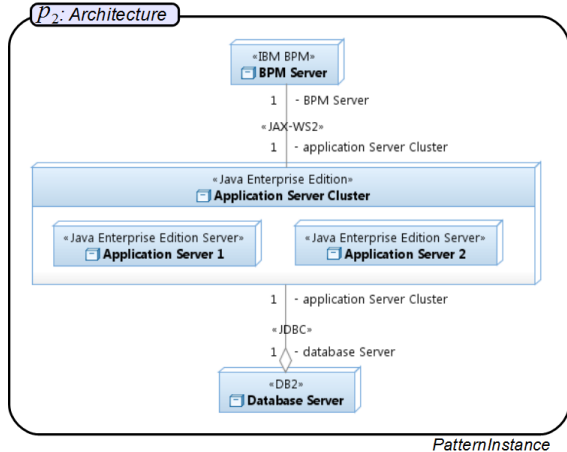 p₂: Architecture
«IBM BPM»
BPM Server
1 - BPM Server
«JAX-WS2»
1 - application Server Cluster
«Java Enterprise Edition»
Application Server Cluster
«Java Enterprise Edition Server» «Java Enterprise Edition Server»
Application Server 1 Application Server 2
1 - application Server Cluster
«JDBC»
1 - database Server
«DB2»
Database Server
PatternInstance